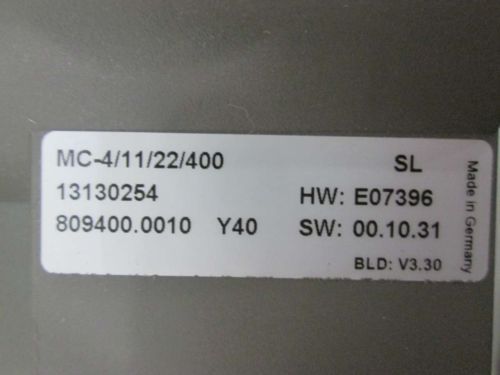 MC-4/11/22/400 SL
13130254 HW: E07396
809400.0010 Y40 SW: 00.10.31
BLD: V3.30
Made in Germany